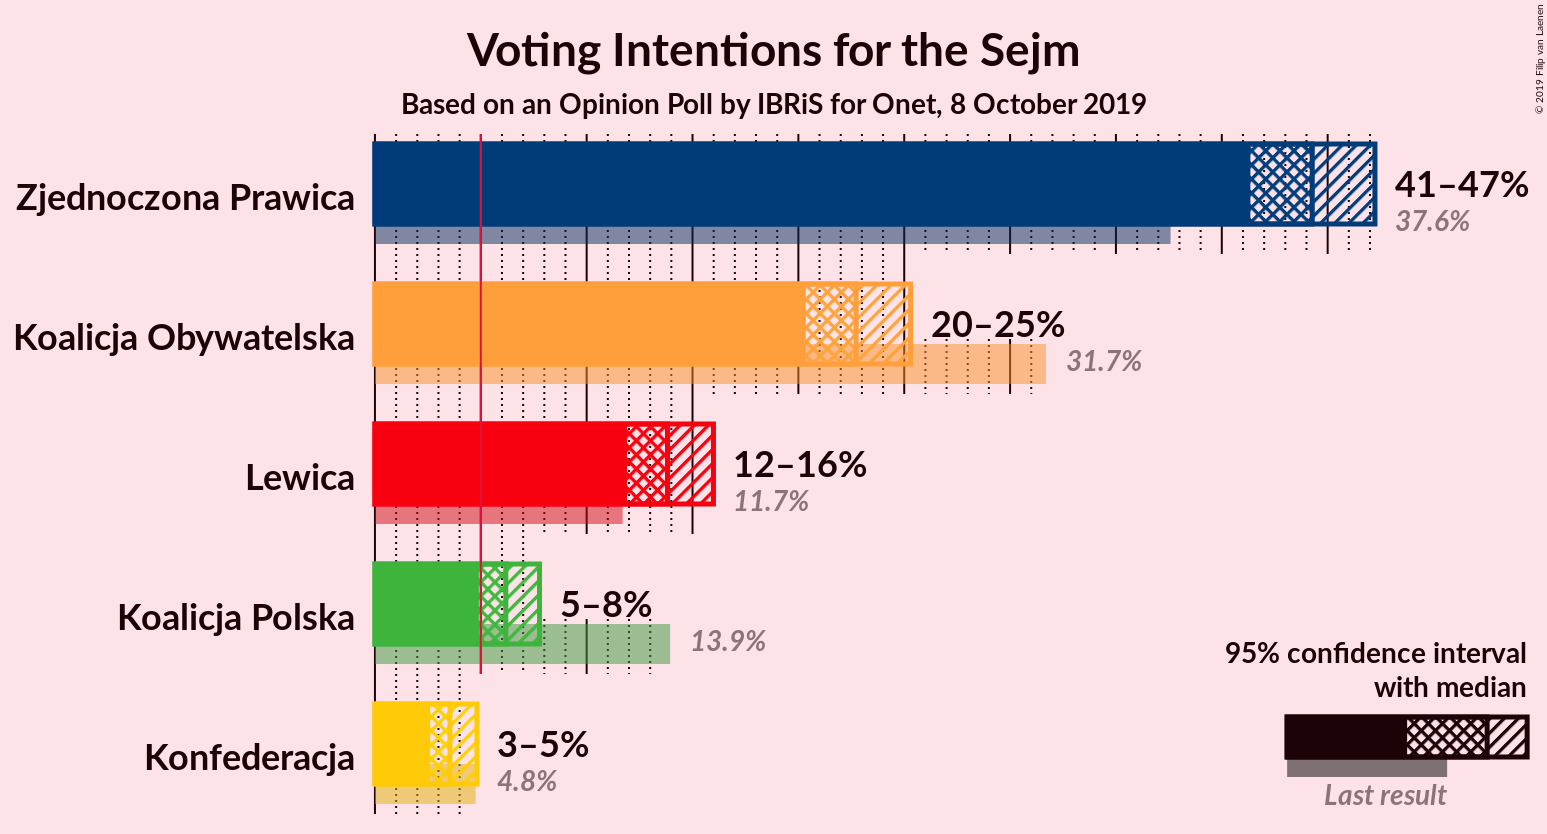 Voting Intentions for the Sejm
Based on an Opinion Poll by IBRiS for Onet, 8 October 2019
© 2019 Filip van Laenen
Zjednoczona Prawica
41–47%
37.6%
Koalicja Obywatelska
20–25%
31.7%
Lewica
12–16%
11.7%
Koalicja Polska
5–8%
13.9%
Konfederacja
3–5%
4.8%
95% confidence interval
with median
Last result